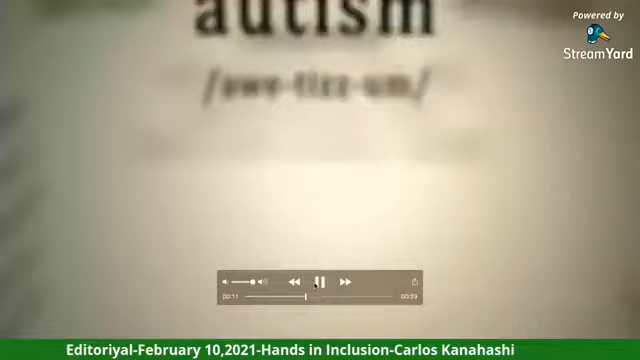 autism
/awe-tizz-um/
Powered by
StreamYard
00:11
00:29
Editoriyal-February 10,2021-Hands in Inclusion-Carlos Kanahashi